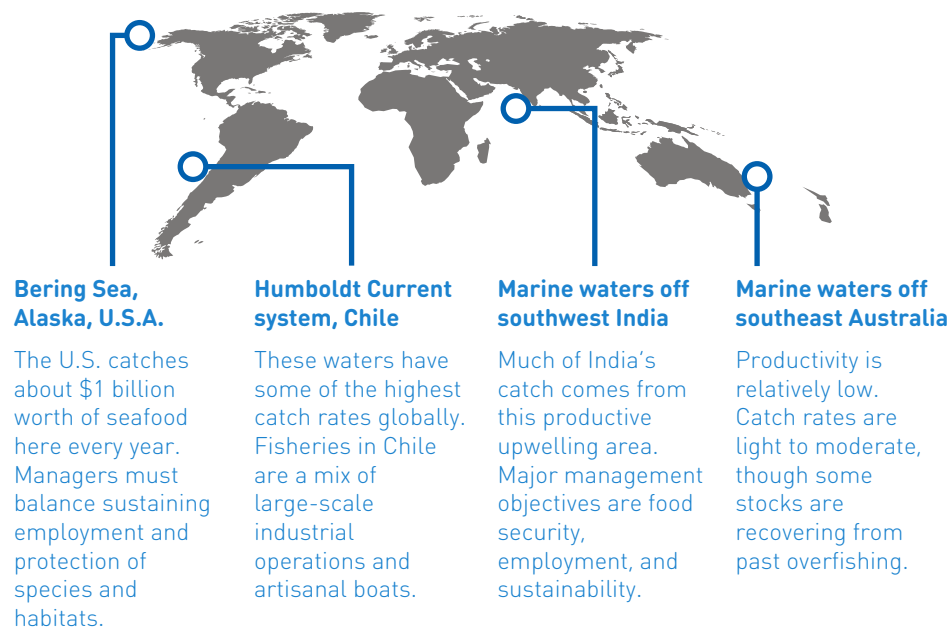 Bering Sea,
Alaska, U.S.A.
The U.S. catches
about $1 billion
worth of seafood
here every year.
Managers must
balance sustaining
employment and
protection of
species and
habitats.
Humboldt Current
system, Chile
These waters have
some of the highest
catch rates globally.
Fisheries in Chile
are a mix of
large-scale
industrial
operations and
artisanal boats.
Marine waters off
southwest India
Much of India’s
catch comes from
this productive
upwelling area.
Major management
objectives are food
security,
employment, and
sustainability.
Marine waters off
southeast Australia
Productivity is
relatively low.
Catch rates are
light to moderate,
though some
stocks are
recovering from
past overfishing.